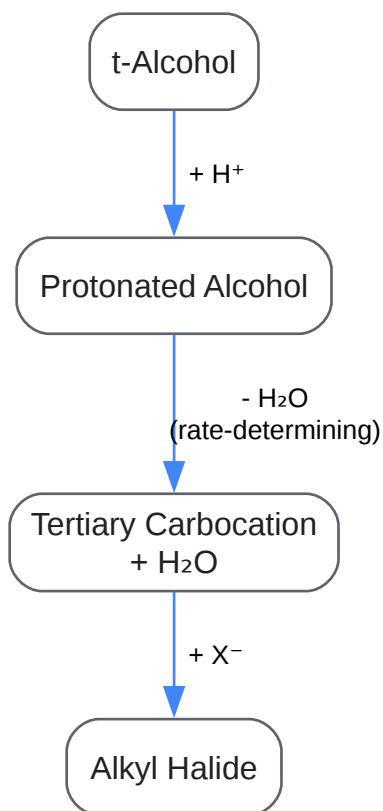 t-Alcohol
+ H⁺
Protonated Alcohol
- H₂O
(rate-determining)
Tertiary Carbocation
+ H₂O
+ X⁻
Alkyl Halide